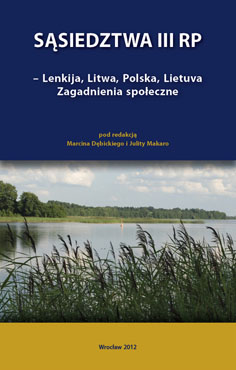 SĄSIEDZTWA III RP
– Lenkija, Litwa, Polska, Lietuva
Zagadnienia społeczne
pod redakcją
Marcina Dębickiego i Julity Makaro
Wrocław 2012